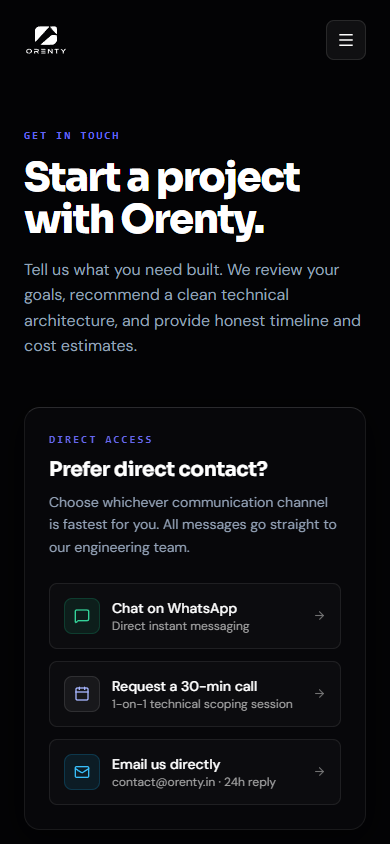 ORENTY
GET IN TOUCH
Start a project
with Orenty.
Tell us what you need built. We review your
goals, recommend a clean technical
architecture, and provide honest timeline and
cost estimates.
DIRECT ACCESS
Prefer direct contact?
Choose whichever communication channel
is fastest for you. All messages go straight to
our engineering team.
Chat on WhatsApp
Direct instant messaging
Request a 30-min call
1-on-1 technical scoping session
Email us directly
contact@orenty.in · 24h reply